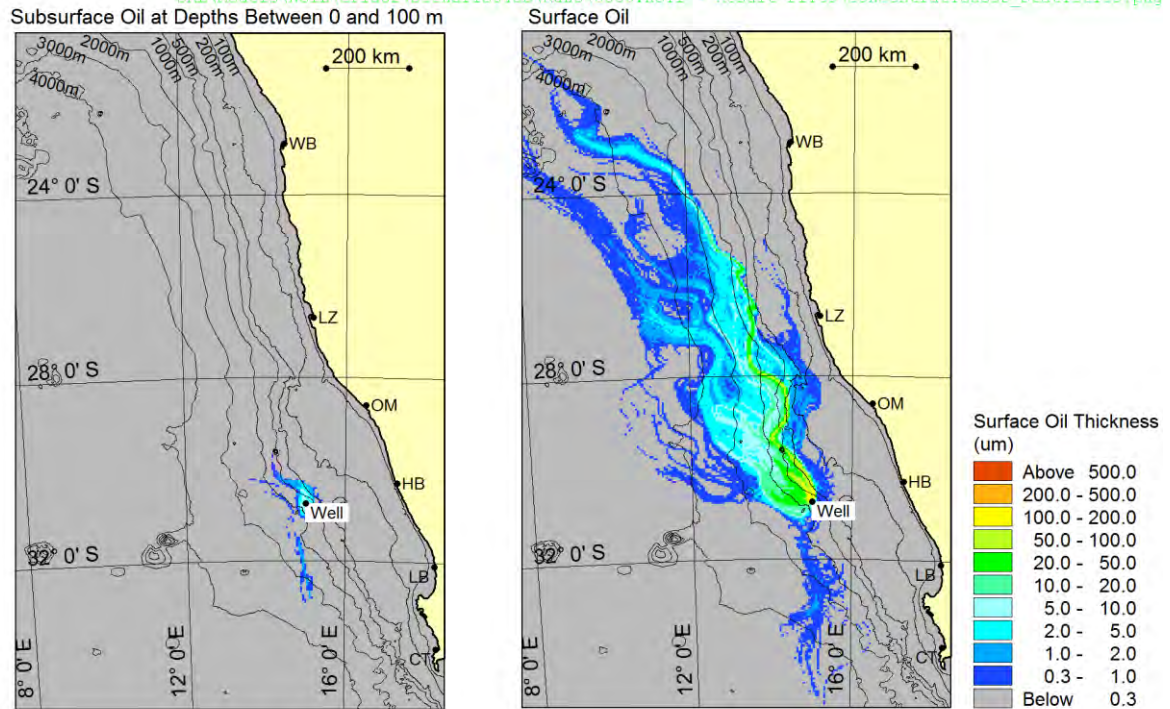 Subsurface Oil at Depths Between 0 and 100 m
3000m
2000m
4000m
500m
1000m
200m
100m
200 km
WB
24° 0' S
LZ
28° 0' S
OM
HB
Well
32° 0' S
LB
CT
8° 0' E
12° 0' E
16° 0' E
Surface Oil
3000m
2000m
4000m
500m
1000m
200m
100m
200 km
WB
24° 0' S
LZ
28° 0' S
OM
HB
Well
32° 0' S
LB
CT
8° 0' E
12° 0' E
16° 0' E
Surface Oil Thickness
(um)
Above 500.0
200.0 - 500.0
100.0 - 200.0
50.0 - 100.0
20.0 - 50.0
10.0 - 20.0
5.0 - 10.0
2.0 - 5.0
1.0 - 2.0
0.3 - 1.0
Below 0.3